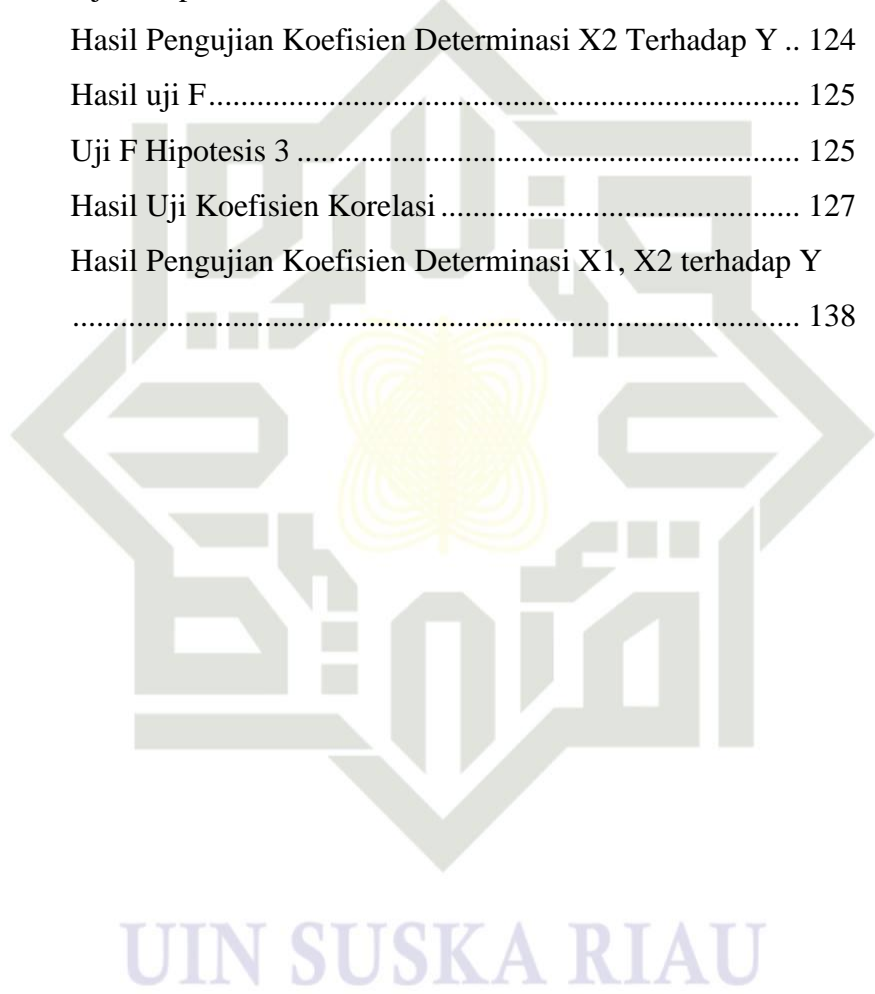 Hasil Pengujian Koefisien Determinasi X2 Terhadap Y .. 124
Hasil uji F......................................................................... 125
Uji F Hipotesis 3 .............................................................. 125
Hasil Uji Koefisien Korelasi ............................................ 127
Hasil Pengujian Koefisien Determinasi X1, X2 terhadap Y
.......................................................................................... 138
UIN SUSKA RIAU